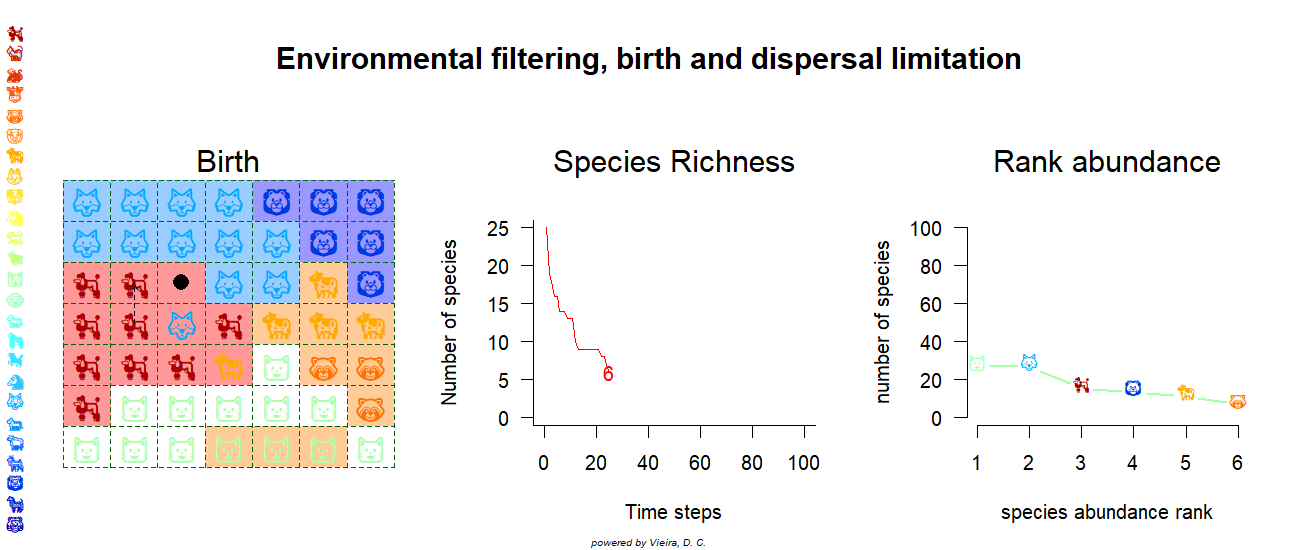 Environmental filtering, birth and dispersal limitation
Birth
Species Richness
Rank abundance
Number of species
25
20
15
10
5
0
6
0 20 40 60 80 100
Time steps
number of species
100
80
60
40
20
0
1 2 3 4 5 6
species abundance rank
powered by Vieira, D. C.